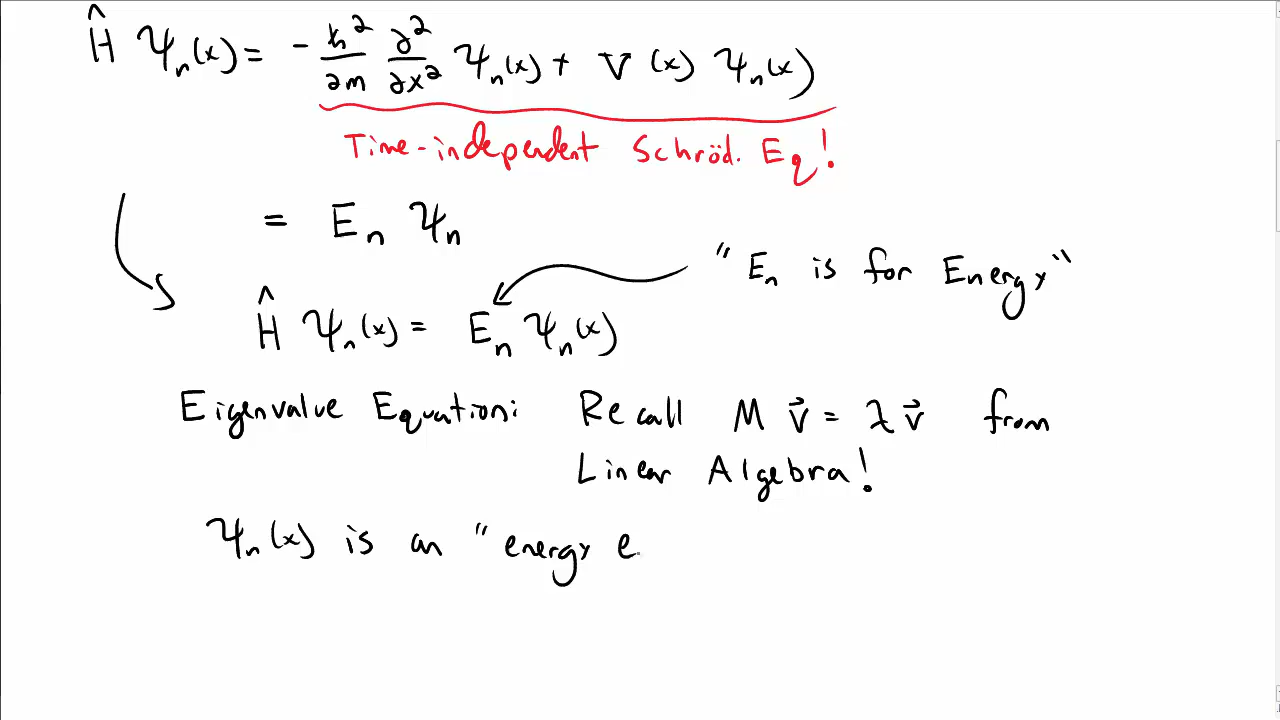 Ĥ Ψₙ(x) = - ħ²/2m ∂²/∂x² Ψₙ(x) + V(x) Ψₙ(x)
Time-independent Schröd. Eq!
= Eₙ Ψₙ
"Eₙ is for Energy"
Ĥ Ψₙ(x) = Eₙ Ψₙ(x)
Eigenvalue Equation: Recall M v⃗ = λ v⃗ from
Linear Algebra!
Ψₙ(x) is an "energy e